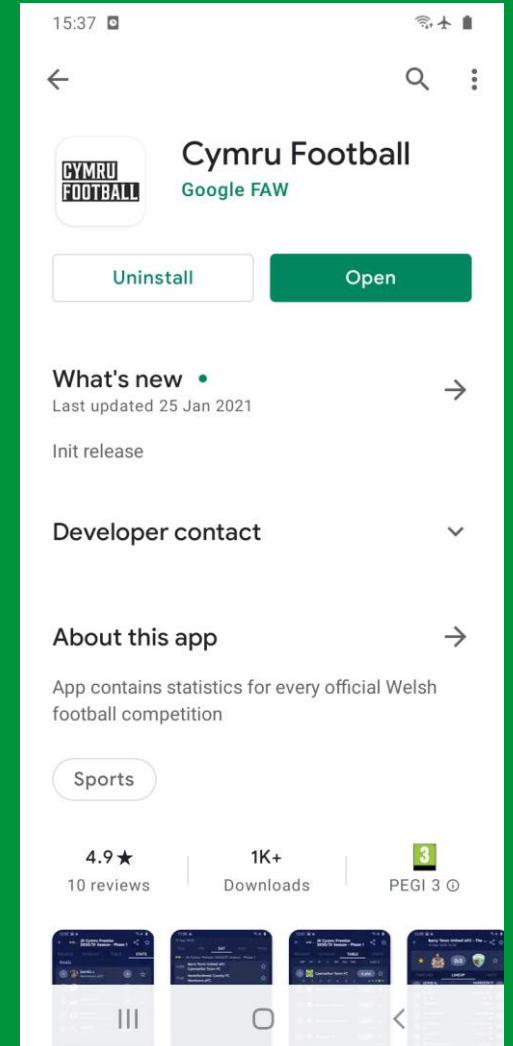 15:37
CYMRU
FOOTBALL
Cymru Football
Google FAW
Uninstall
Open
What's new
Last updated 25 Jan 2021
Init release
Developer contact
About this app
App contains statistics for every official Welsh
football competition
Sports
4.9★
1K+
3
10 reviews
Downloads
PEGI 3